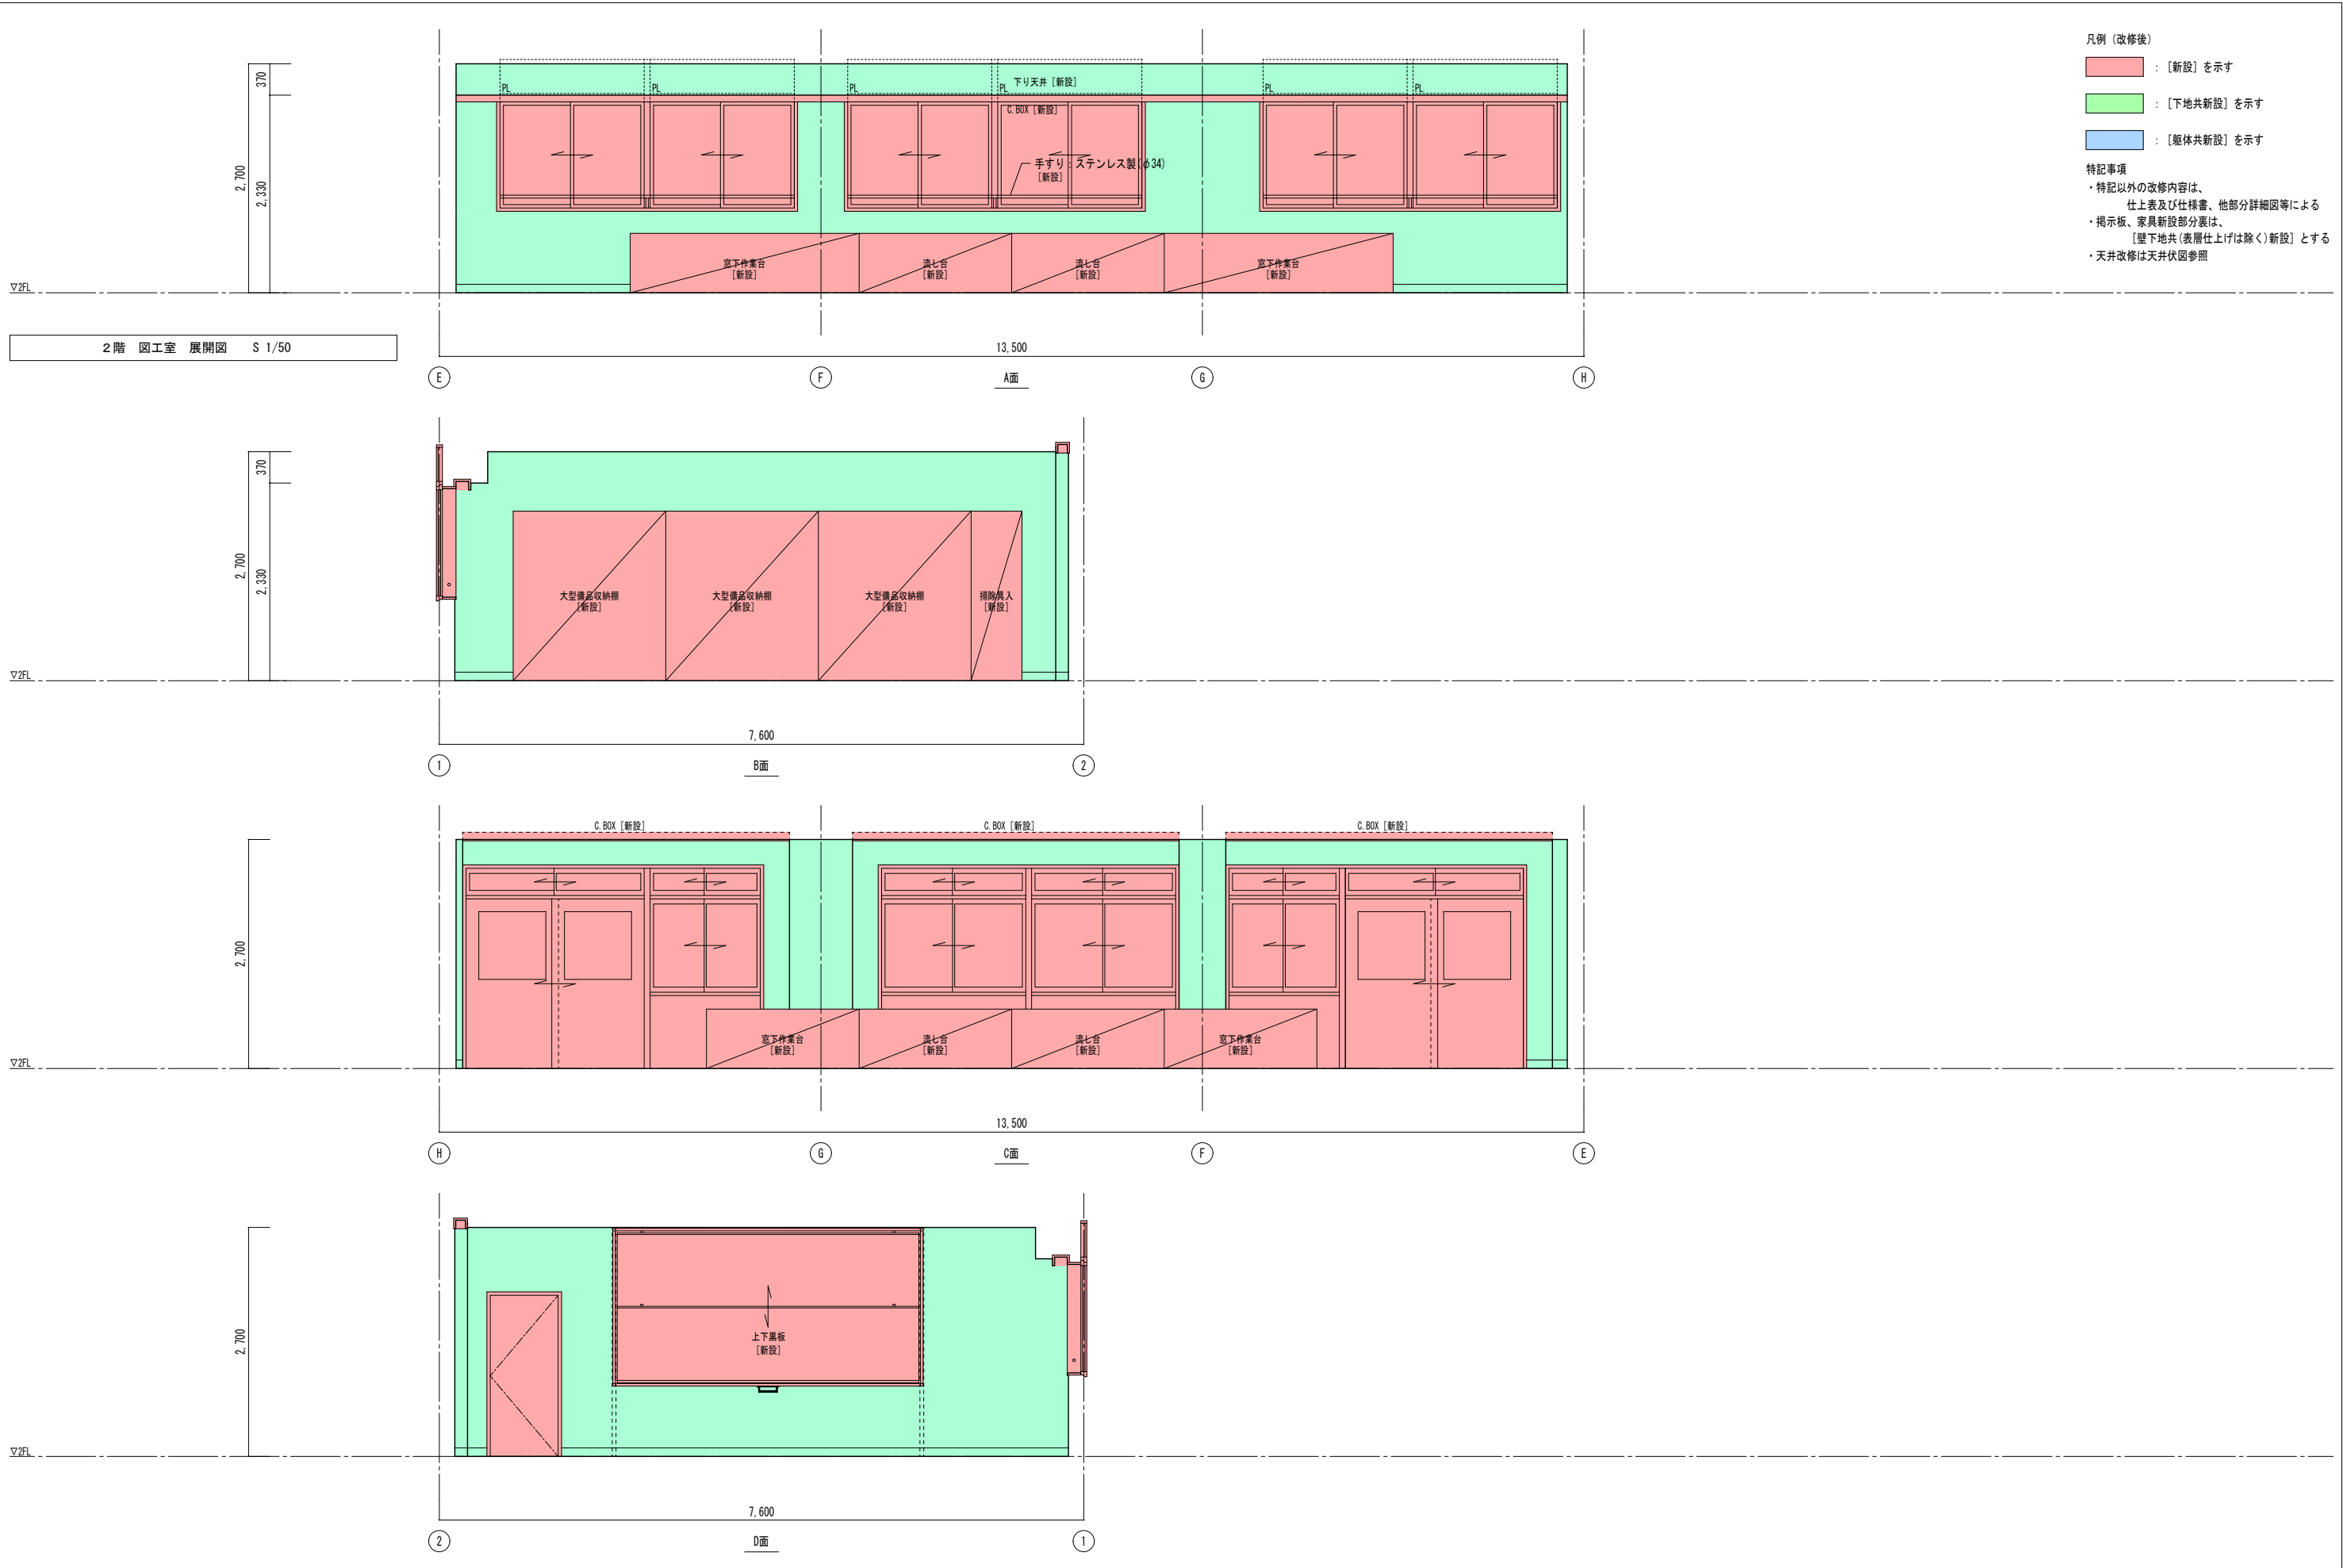 凡例（改修後）
：［新設］を示す
：［下地共新設］を示す
：［躯体共新設］を示す
特記事項
・特記以外の改修内容は、
仕上表及び仕様書、他部分詳細図等による
・掲示板、家具新設部分裏は、
［壁下地共(表層仕上げは除く)新設］とする
・天井改修は天井伏図参照
370
2,700
2,330
▽2FL
下り天井［新設］
PL
PL
PL
PL
PL
PL
C.BOX［新設］
手すり：ステンレス製(φ34)
［新設］
窓下作業台
［新設］
流し台
［新設］
流し台
［新設］
窓下作業台
［新設］
２階　図工室　展開図　　S 1/50
13,500
E
F
A面
G
H
370
2,700
2,330
▽2FL
大型備品収納棚
［新設］
大型備品収納棚
［新設］
大型備品収納棚
［新設］
掃除具入
［新設］
7,600
1
B面
2
C.BOX［新設］
C.BOX［新設］
C.BOX［新設］
2,700
▽2FL
窓下作業台
［新設］
流し台
［新設］
流し台
［新設］
窓下作業台
［新設］
13,500
H
G
C面
F
E
2,700
▽2FL
上下黒板
［新設］
7,600
2
D面
1